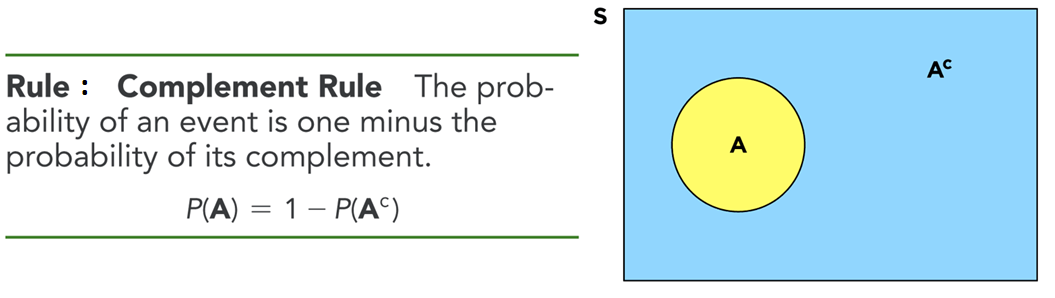 Rule : Complement Rule The prob-
ability of an event is one minus the
probability of its complement.
P(A) = 1 − P(Aᶜ)
S
Aᶜ
A